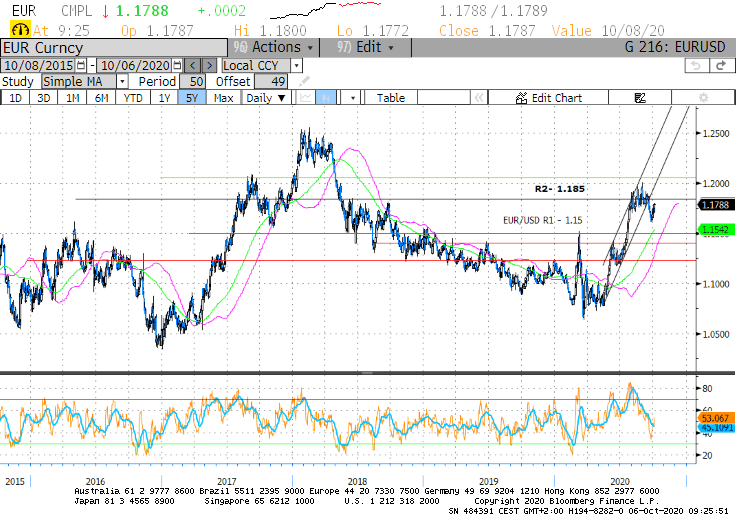 EUR CMPL ↓ 1.1788 +.0002 1.1788 /1.1789
At 9:25 Op 1.1787 Hi 1.1800 Lo 1.1772 Close 1.1787 Value 10/08/20
EUR Curncy 96) Actions 97) Edit G 216: EURUSD
10/08/2015 - 10/06/2020 < > Local CCY
Study Simple MA Period 50 Offset 49
1D 3D 1M 6M YTD 1Y 5Y Max Daily ▼ Table « Edit Chart
1.2500
R2- 1.185
1.2000
1.1788
EUR/USD R1 - 1.15
1.1542
1.1000
1.0500
80
60
53.067
45.1091
40
20
2015 2016 2017 2018 2019 2020
Australia 61 2 9777 8600 Brazil 5511 2395 9000 Europe 44 20 7330 7500 Germany 49 69 9204 1210 Hong Kong 852 2977 6000
Japan 81 3 4565 8900 Singapore 65 6212 1000 U.S. 1 212 318 2000 Copyright 2020 Bloomberg Finance L.P.
SN 484391 CEST GMT+2:00 H194-8282-0 06-Oct-2020 09:25:51